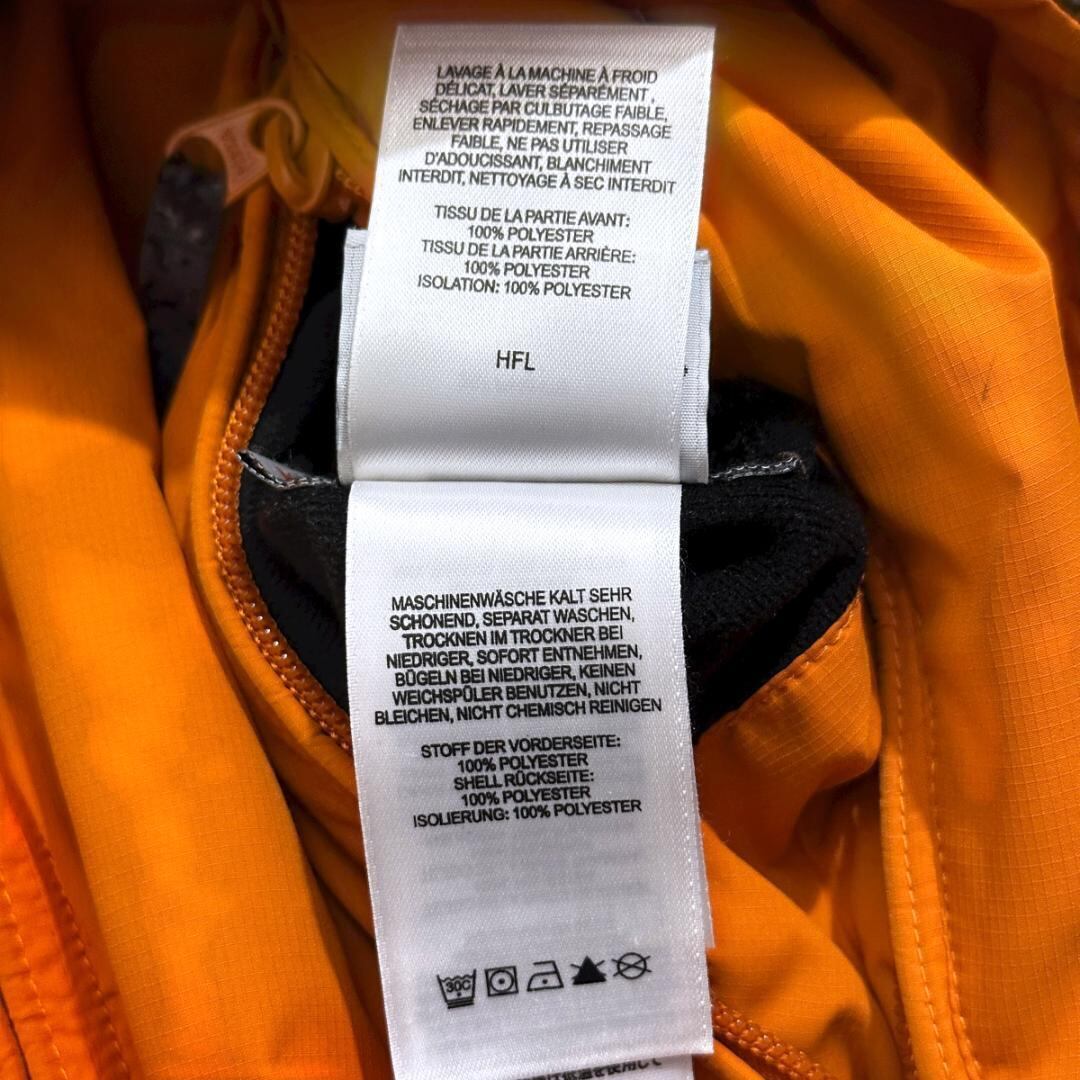 LAVAGE À LA MACHINE À FROID
DÉLICAT, LAVER SÉPARÉMENT,
SÉCHAGE PAR CULBUTAGE FAIBLE,
ENLEVER RAPIDEMENT, REPASSAGE
FAIBLE, NE PAS UTILISER
D'ADOUCISSANT, BLANCHIMENT
INTERDIT, NETTOYAGE À SEC INTERDIT
TISSU DE LA PARTIE AVANT:
100% POLYESTER
TISSU DE LA PARTIE ARRIÈRE:
100% POLYESTER
ISOLATION: 100% POLYESTER
HFL
MASCHINENWÄSCHE KALT SEHR
SCHONEND, SEPARAT WASCHEN,
TROCKNEN IM TROCKNER BEI
NIEDRIGER, SOFORT ENTNEHMEN,
BÜGELN BEI NIEDRIGER, KEINEN
WEICHSPÜLER BENUTZEN, NICHT
BLEICHEN, NICHT CHEMISCH REINIGEN
STOFF DER VORDERSEITE:
100% POLYESTER
SHELL RÜCKSEITE:
100% POLYESTER
ISOLIERUNG: 100% POLYESTER
30C